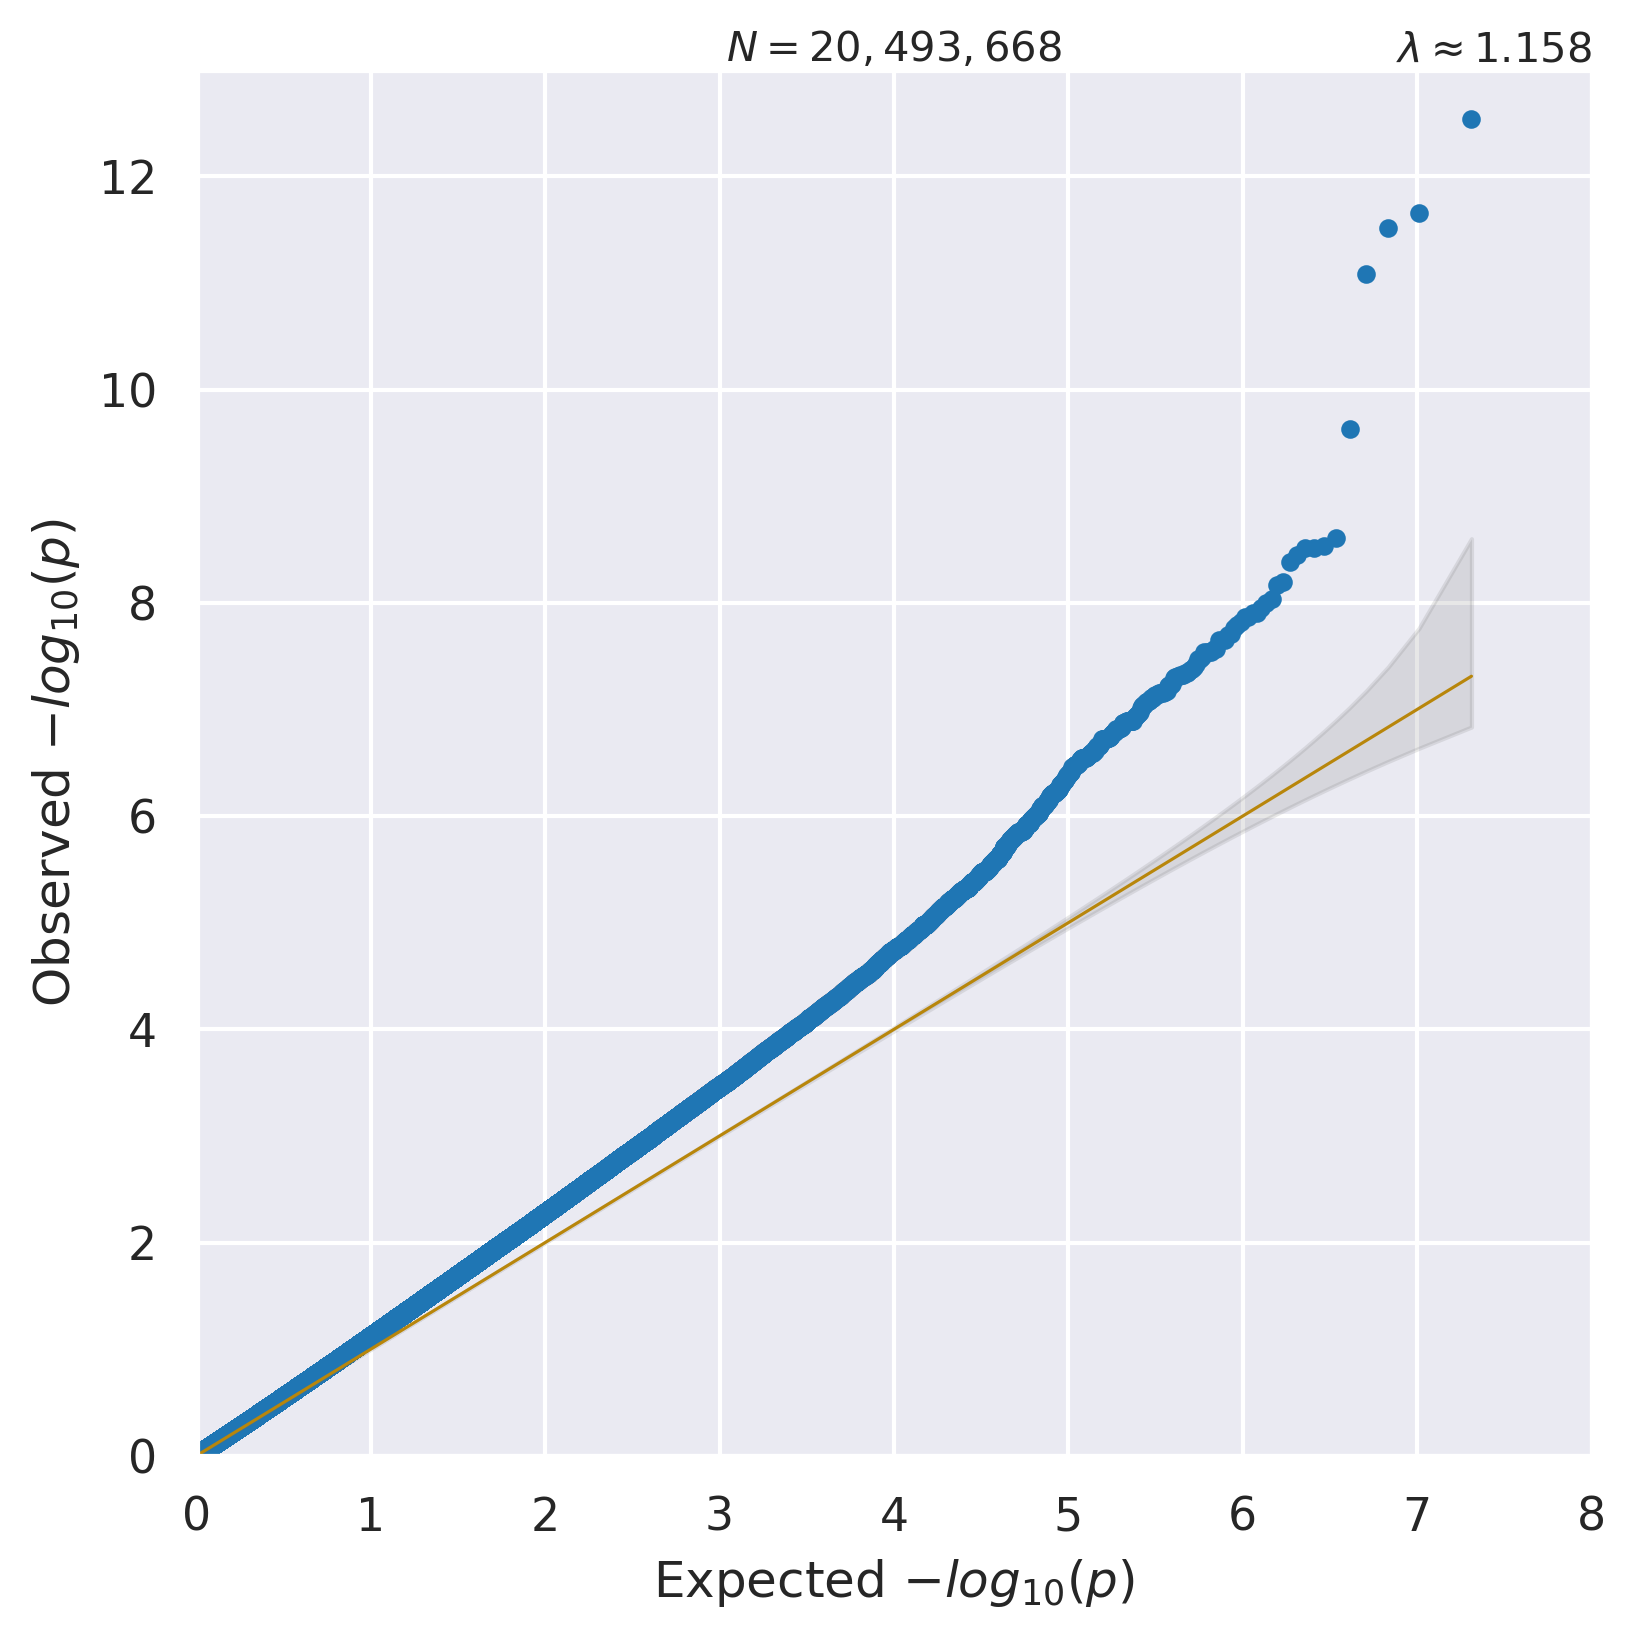 N = 20, 493, 668
λ ≈ 1.158
Observed −log₁₀(p)
12
10
8
6
4
2
0
0 1 2 3 4 5 6 7 8
Expected −log₁₀(p)